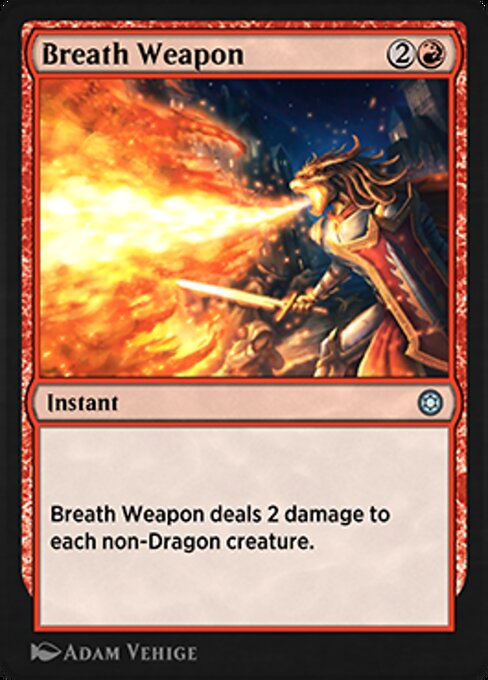 Breath Weapon 2
Instant
Breath Weapon deals 2 damage to
each non-Dragon creature.
ADAM VEHIGE